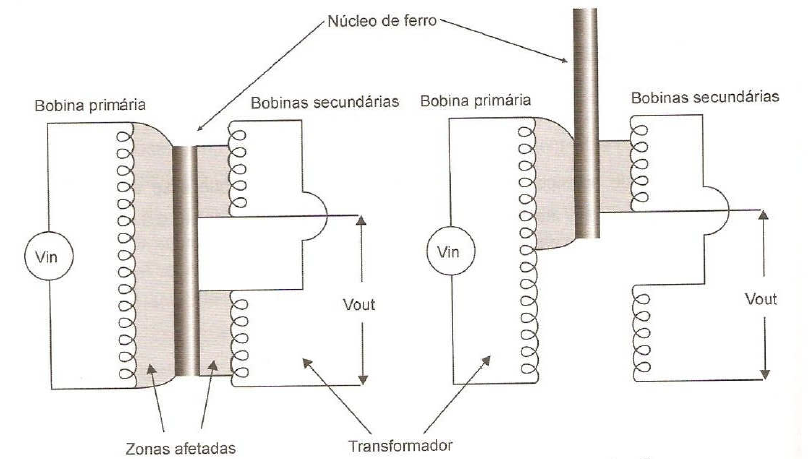 Núcleo de ferro
Bobina primária
Bobinas secundárias
Bobina primária
Bobinas secundárias
Vin
Vout
Vin
Vout
Zonas afetadas
Transformador